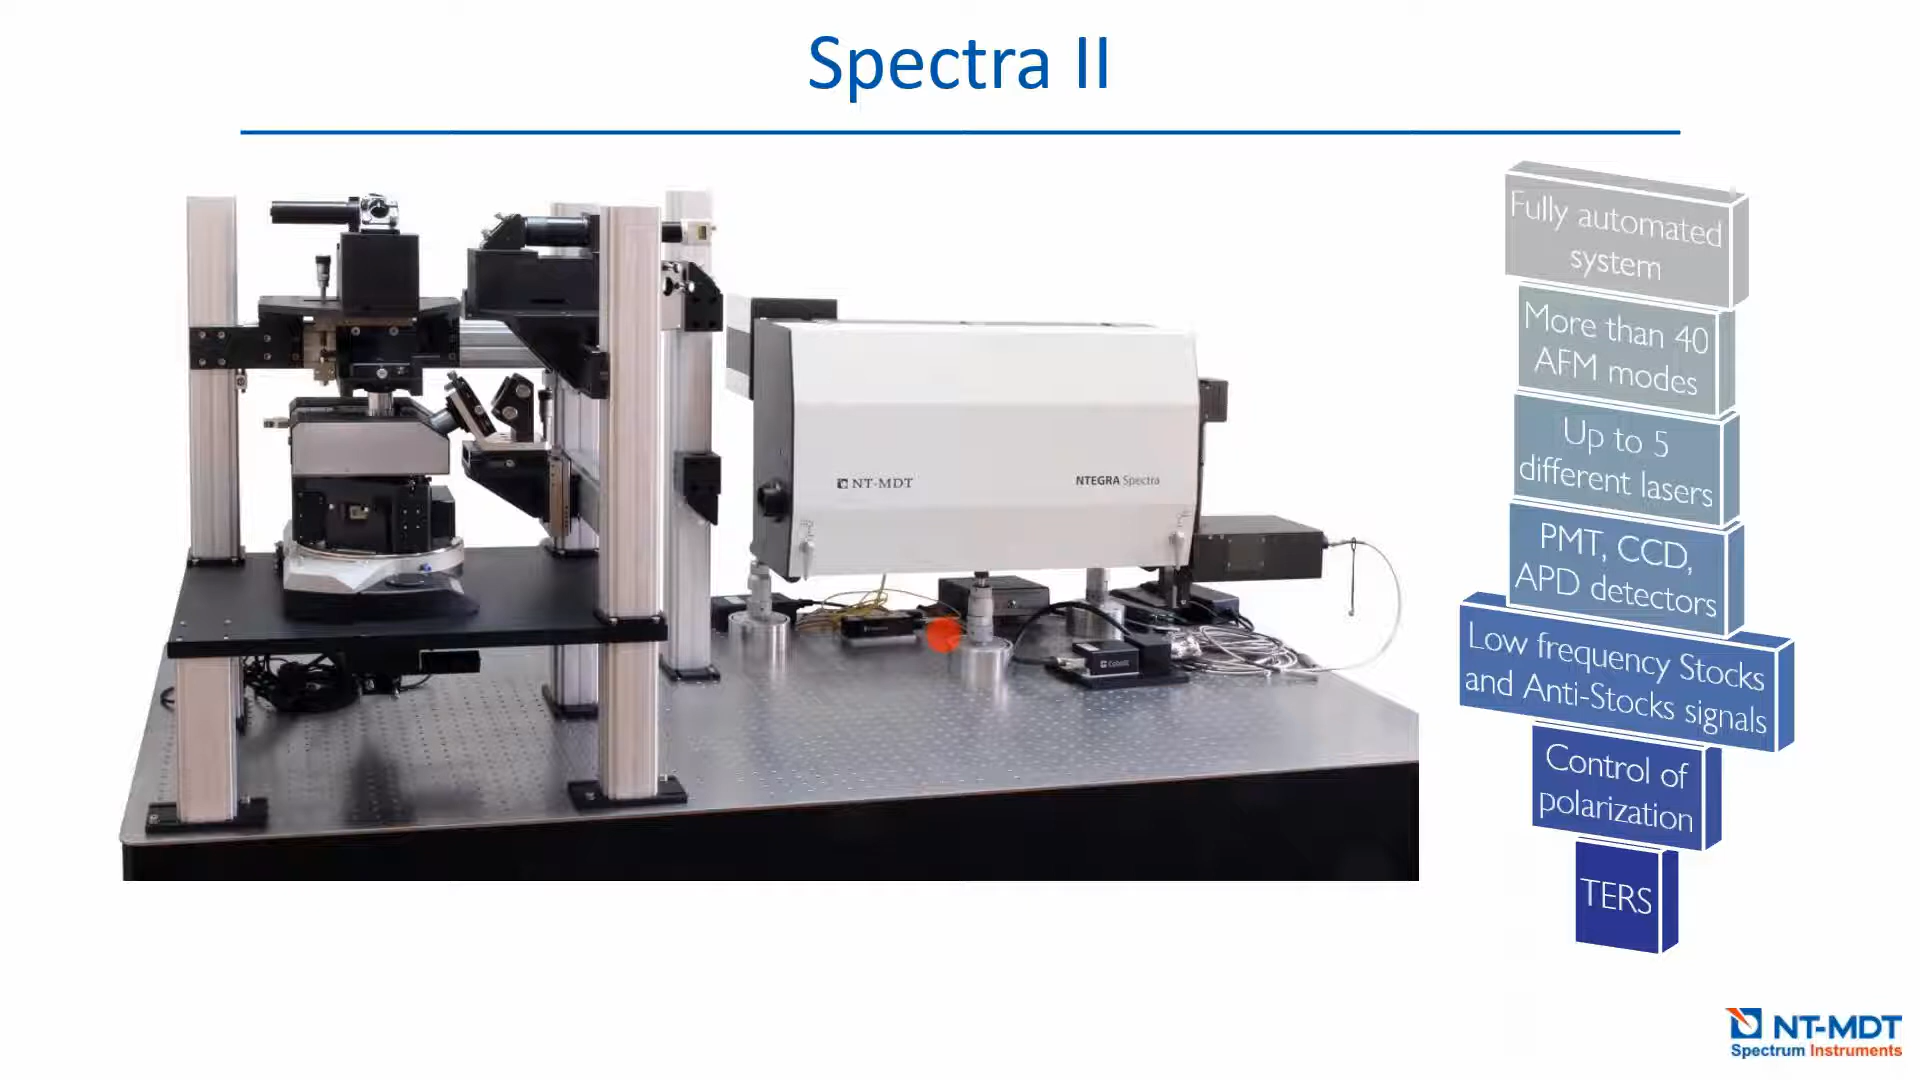 Spectra II
Fully automated
system
More than 40
AFM modes
Up to 5
different lasers
PMT, CCD,
APD detectors
Low frequency Stocks
and Anti-Stocks signals
Control of
polarization
TERS
NT-MDT
NTEGRA Spectra
Cobolt
NT-MDT
Spectrum Instruments